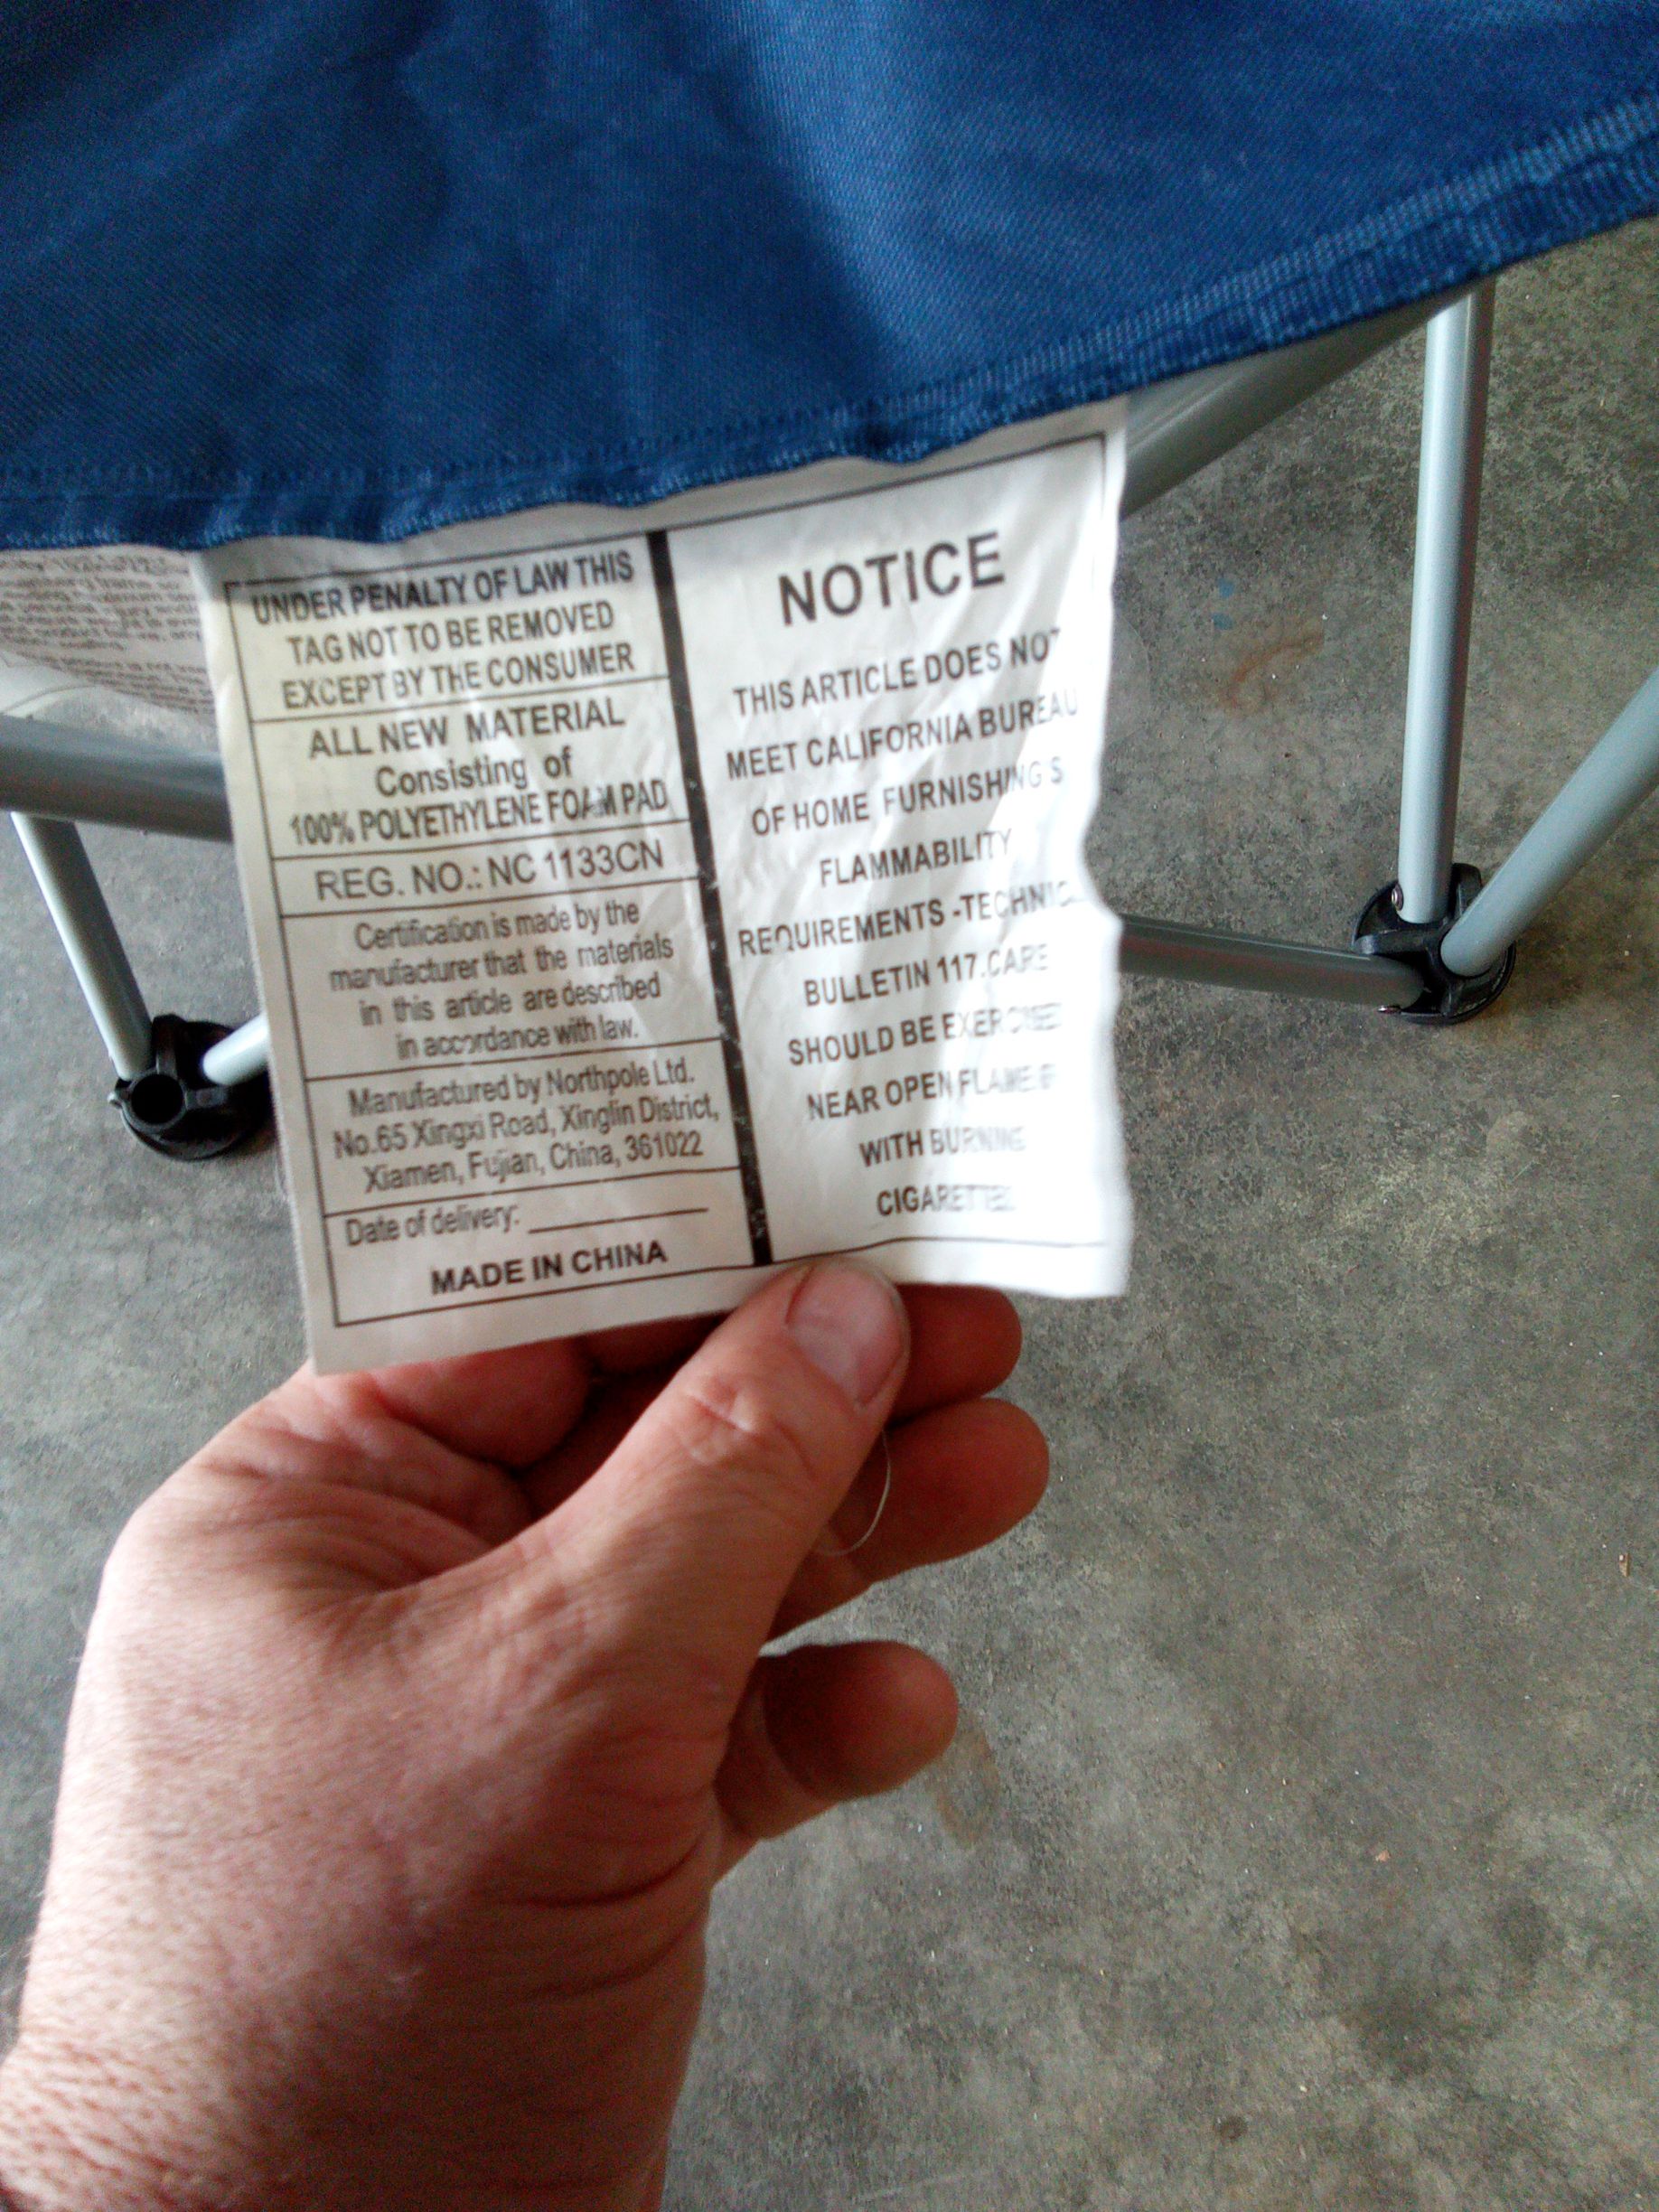 UNDER PENALTY OF LAW THIS
TAG NOT TO BE REMOVED
EXCEPT BY THE CONSUMER
ALL NEW MATERIAL
Consisting of
100% POLYETHYLENE FOAM PAD
REG. NO.: NC 1133CN
Certification is made by the
manufacturer that the materials
in this article are described
in accordance with law.
Manufactured by Northpole Ltd.
No.65 Xingxi Road, Xinglin District,
Xiamen, Fujian, China, 361022
Date of delivery:
MADE IN CHINA
NOTICE
THIS ARTICLE DOES NOT
MEET CALIFORNIA BUREAU
OF HOME FURNISHING S
FLAMMABILITY
REQUIREMENTS -TECHNIC
BULLETIN 117.CARE
SHOULD BE EXERCISED
NEAR OPEN FLAME
WITH